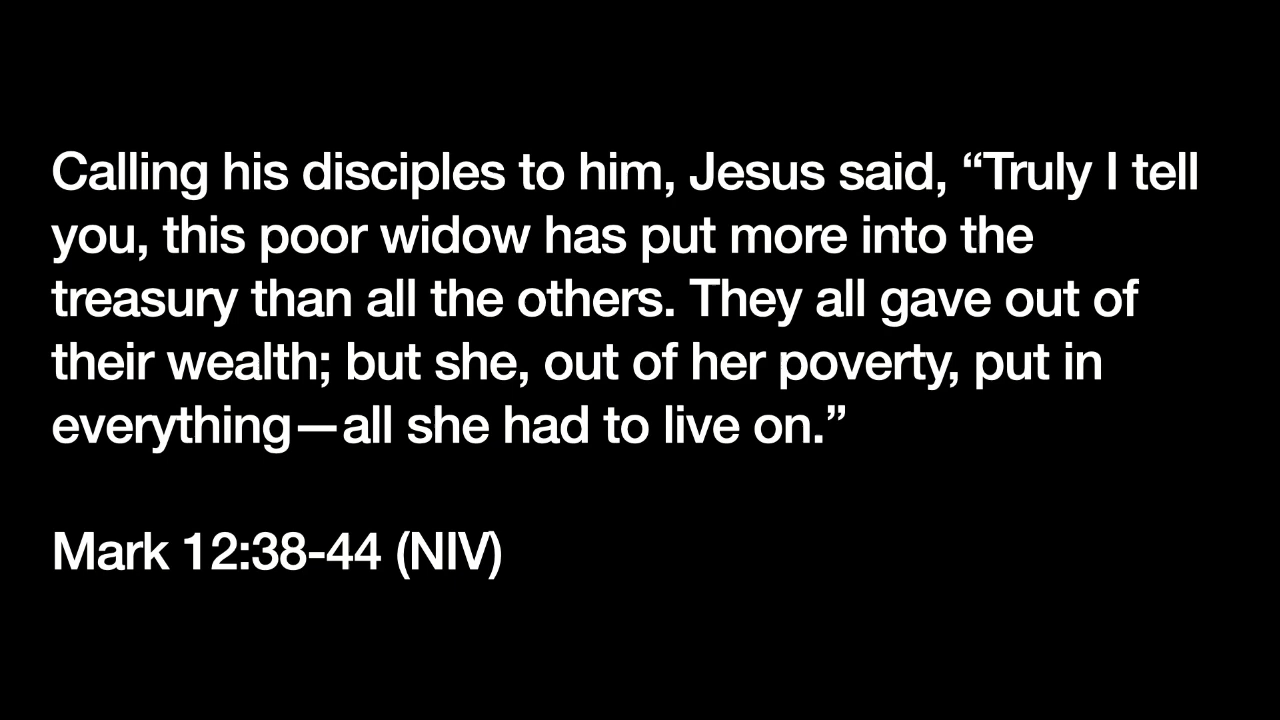 Calling his disciples to him, Jesus said, “Truly I tell
you, this poor widow has put more into the
treasury than all the others. They all gave out of
their wealth; but she, out of her poverty, put in
everything—all she had to live on.”
Mark 12:38-44 (NIV)